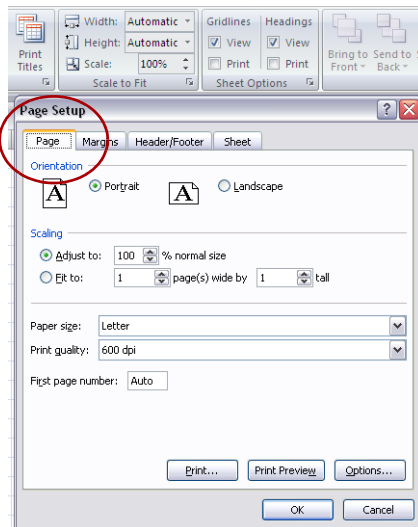 Width: Automatic Gridlines Headings
Print Titles Height: Automatic View View Bring to Front Send to Back
Scale: 100% Print Print
Scale to Fit Sheet Options
Page Setup
Page Margins Header/Footer Sheet
Orientation
A Portrait A Landscape
Scaling
Adjust to: 100 % normal size
Fit to: 1 page(s) wide by 1 tall
Paper size: Letter
Print quality: 600 dpi
First page number: Auto
Print... Print Preview Options...
OK Cancel